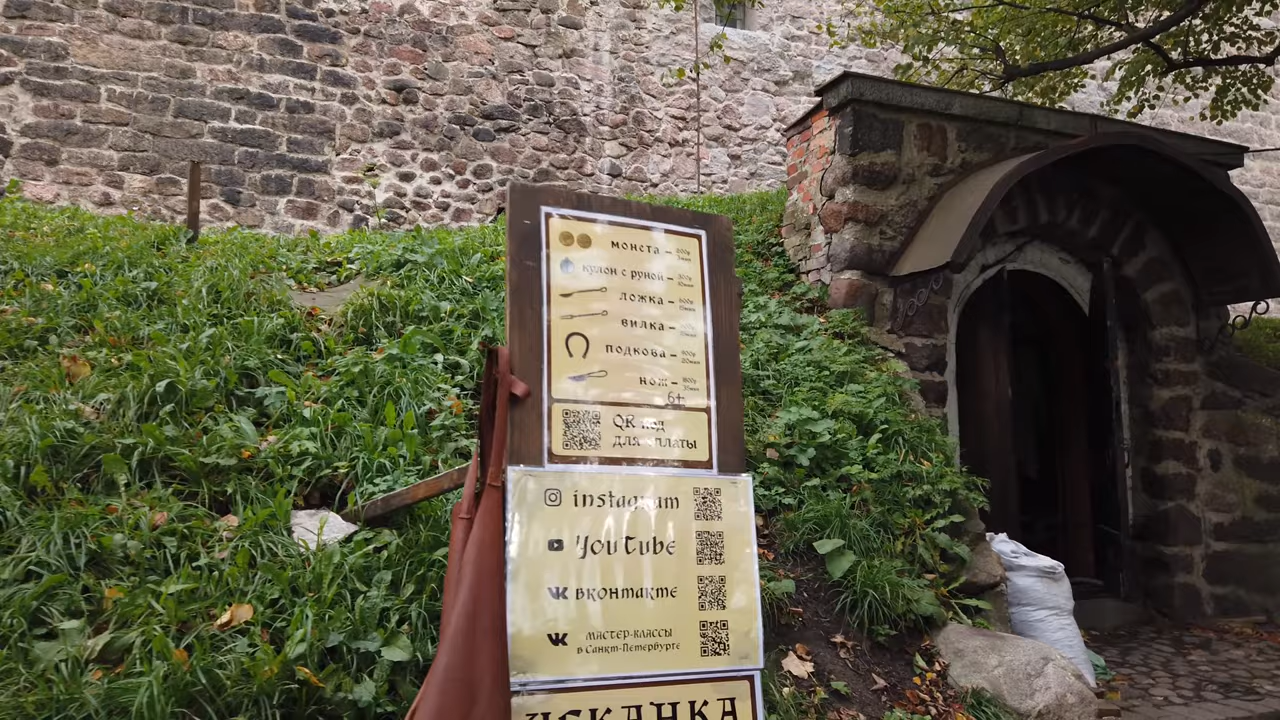 монета –
кулон с руной –
ложка –
вилка –
подкова –
нож –
6+
QR код
для оплаты
instagram
YouTube
вконтакте
мастер-классы
в Санкт-Петербурге
ЧЕКАНКА